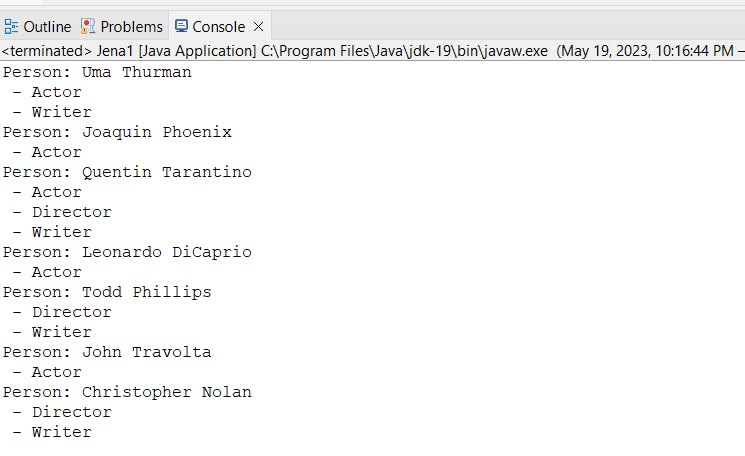 Outline Problems Console
<terminated> Jena1 [Java Application] C:\Program Files\Java\jdk-19\bin\javaw.exe (May 19, 2023, 10:16:44 PM –
Person: Uma Thurman
 - Actor
 - Writer
Person: Joaquin Phoenix
 - Actor
Person: Quentin Tarantino
 - Actor
 - Director
 - Writer
Person: Leonardo DiCaprio
 - Actor
Person: Todd Phillips
 - Director
 - Writer
Person: John Travolta
 - Actor
Person: Christopher Nolan
 - Director
 - Writer